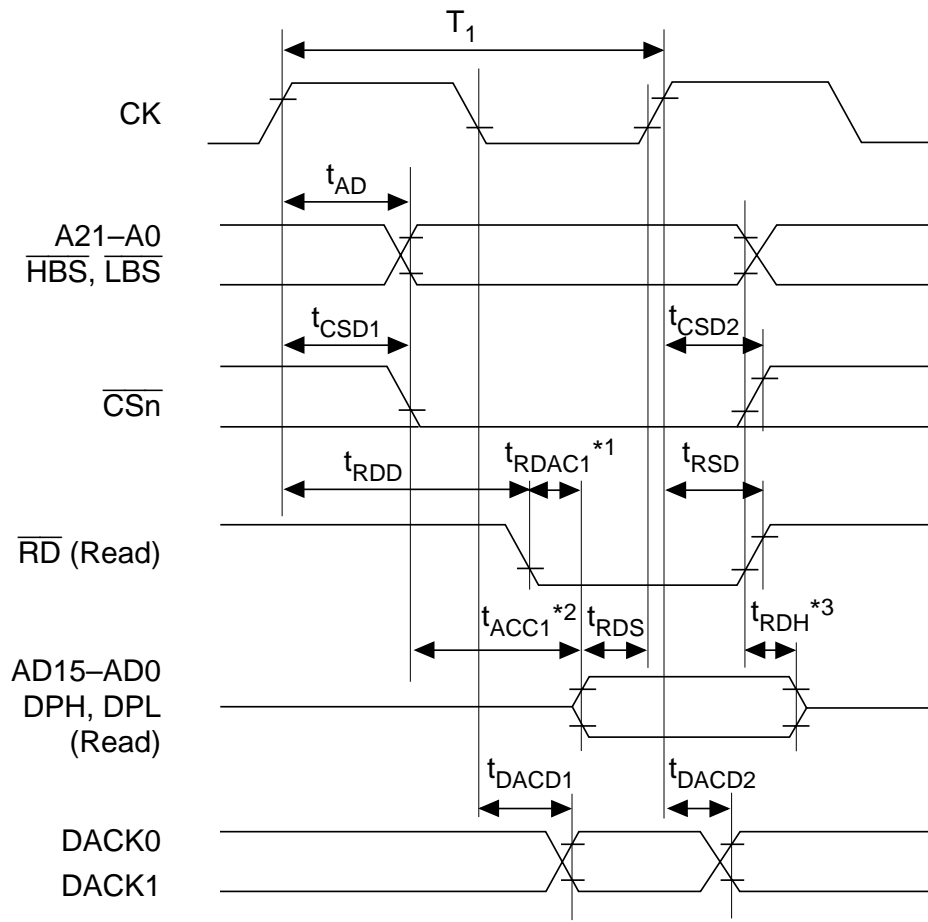 T1
CK
tAD
A21–A0
HBS, LBS
tCSD1
tCSD2
CSn
tRDD
tRDAC1*1
tRSD
RD (Read)
tACC1*2
tRDS
tRDH*3
AD15–AD0
DPH, DPL
(Read)
tDACD1
tDACD2
DACK0
DACK1